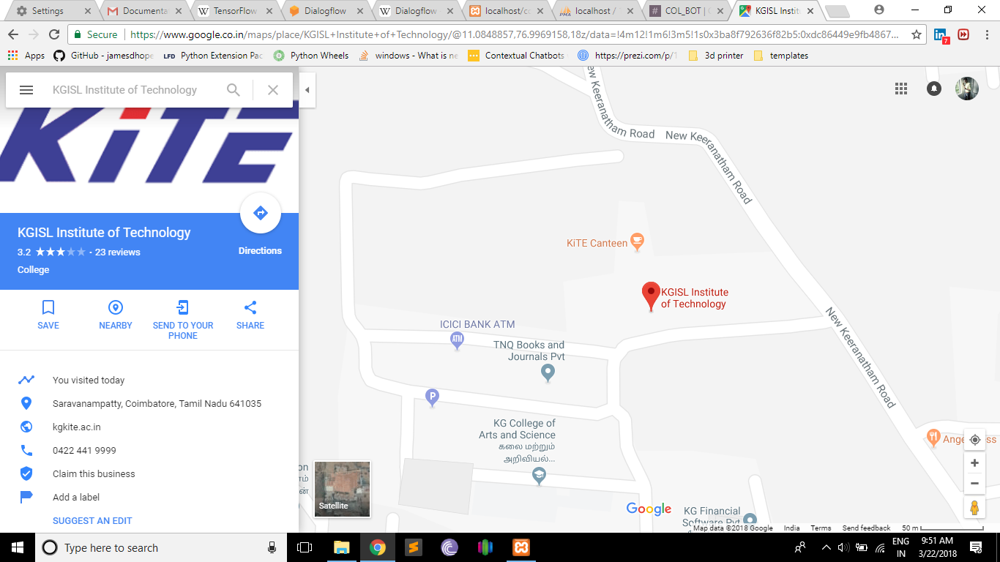 Settings
Documenta
TensorFlow
Dialogflow
Dialogflow
localhost/co
localhost /
COL_BOT | C
KGISL Instit
Secure
https://www.google.co.in/maps/place/KGISL+Institute+of+Technology/@11.0848857,76.9969158,18z/data=!4m12!1m6!3m5!1s0x3ba8f792636f82b5:0xdc86449e9fb4867...
7
Apps
GitHub - jamesdhope
LFD Python Extension Pac
Python Wheels
windows - What is ne
Contextual Chatbots
https://prezi.com/p/1
3d printer
templates
KGISL Institute of Technology
KiTE
KGISL Institute of Technology
3.2 · 23 reviews
Directions
College
SAVE
NEARBY
SEND TO YOUR
PHONE
SHARE
You visited today
Saravanampatty, Coimbatore, Tamil Nadu 641035
kgkite.ac.in
0422 441 9999
Claim this business
Add a label
SUGGEST AN EDIT
ew Keeranatham Road
New Keeranatham Road
KiTE Canteen
KGISL Institute
of Technology
New Keeranatham Road
ICICI BANK ATM
ATM
TNQ Books and
Journals Pvt
P
KG College of
Arts and Science
கலை மற்றும்
அறிவியல்...
Satellite
Google
KG Financial
Software Pvt
Map data ©2018 Google India Terms Send feedback 50 m
Type here to search
ENG
IN
9:51 AM
3/22/2018